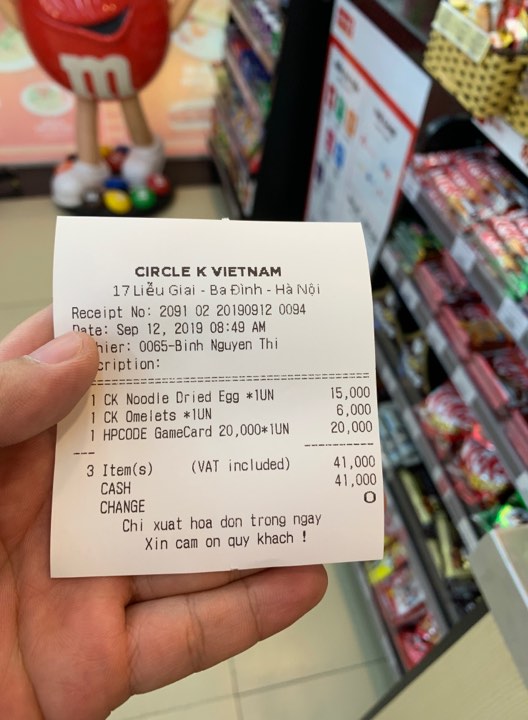 m
CIRCLE K VIETNAM
17 Liễu Giai - Ba Đình - Hà Nội
Receipt No: 2091 02 20190912 0094
Date: Sep 12, 2019 08:49 AM
hier: 0065-Binh Nguyen Thi
cription:
1 CK Noodle Dried Egg *1UN 15,000
1 CK Omelets *1UN 6,000
1 HPCODE GameCard 20,000*1UN 20,000
3 Item(s) (VAT included) 41,000
CASH 41,000
CHANGE 0
Chi xuat hoa don trong ngay
Xin cam on quy khach !